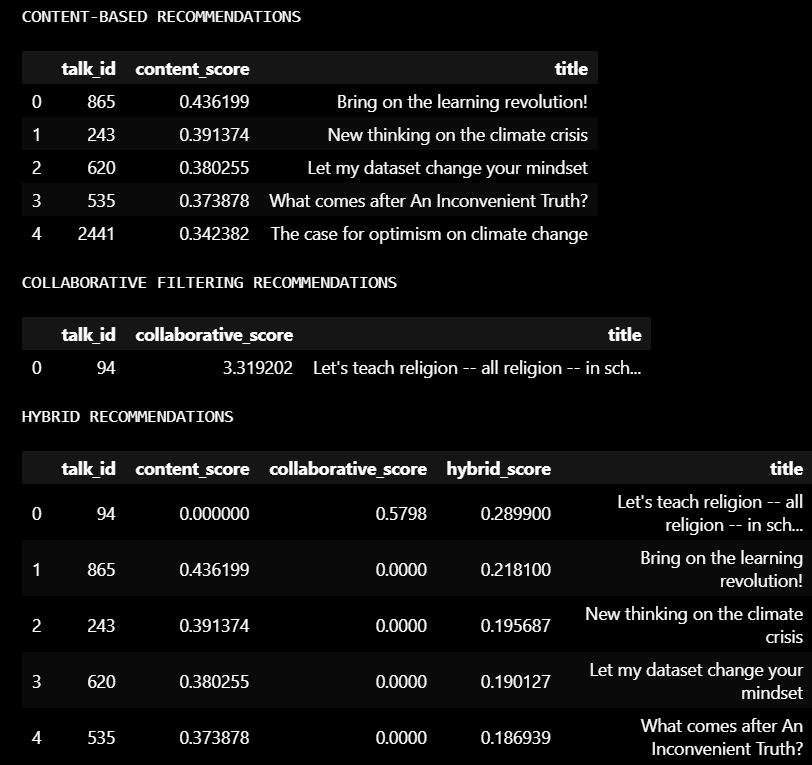 CONTENT-BASED RECOMMENDATIONS
talk_id content_score title
0 865 0.436199 Bring on the learning revolution!
1 243 0.391374 New thinking on the climate crisis
2 620 0.380255 Let my dataset change your mindset
3 535 0.373878 What comes after An Inconvenient Truth?
4 2441 0.342382 The case for optimism on climate change
COLLABORATIVE FILTERING RECOMMENDATIONS
talk_id collaborative_score title
0 94 3.319202 Let's teach religion -- all religion -- in sch...
HYBRID RECOMMENDATIONS
talk_id content_score collaborative_score hybrid_score title
0 94 0.000000 0.5798 0.289900 Let's teach religion -- all
religion -- in sch...
1 865 0.436199 0.0000 0.218100 Bring on the learning
revolution!
2 243 0.391374 0.0000 0.195687 New thinking on the climate
crisis
3 620 0.380255 0.0000 0.190127 Let my dataset change your
mindset
4 535 0.373878 0.0000 0.186939 What comes after An
Inconvenient Truth?